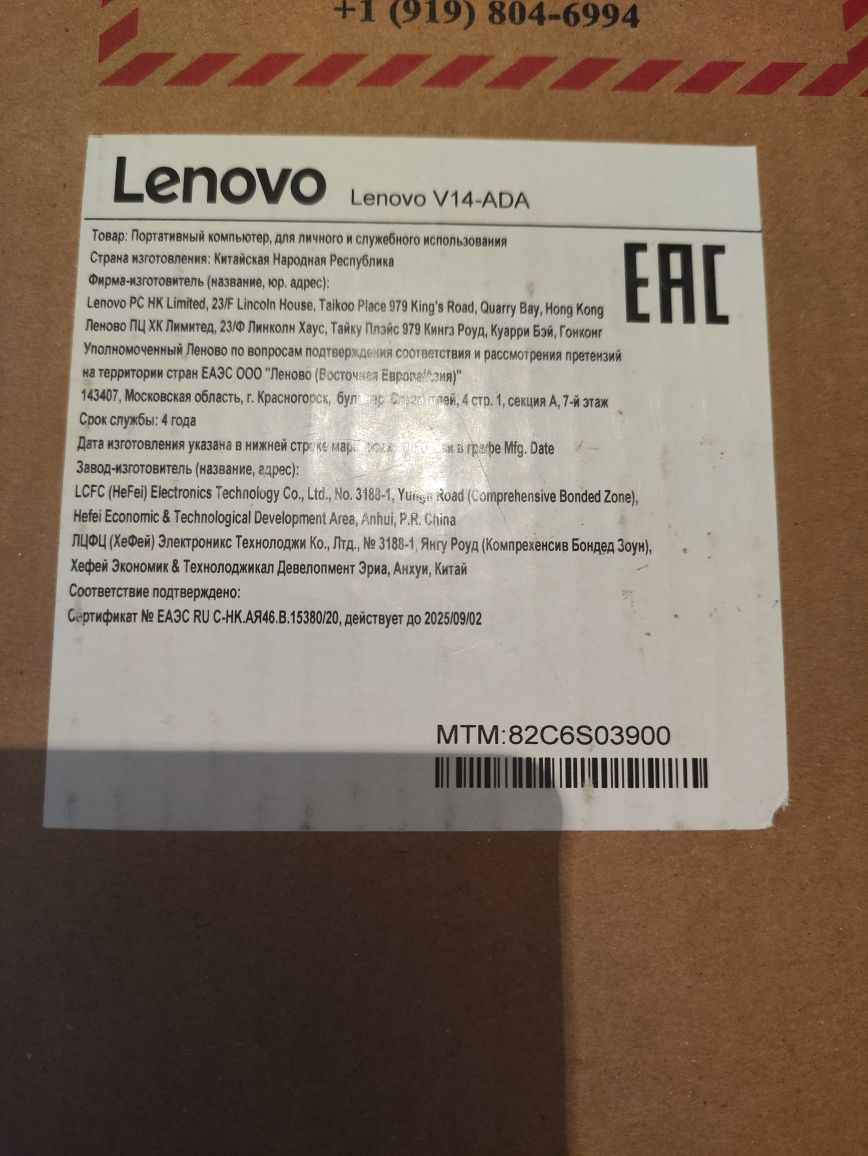 +1 (919) 804-6994
Lenovo Lenovo V14-ADA
Товар: Портативный компьютер, для личного и служебного использования
Страна изготовления: Китайская Народная Республика
Фирма-изготовитель (название, юр. адрес):
EAC
Lenovo PC HK Limited, 23/F Lincoln House, Taikoo Place 979 King's Road, Quarry Bay, Hong Kong
Леново ПЦ ХК Лимитед, 23/Ф Линколн Хаус, Тайку Плэйс 979 Кингз Роуд, Куарри Бэй, Гонконг
Уполномоченный Леново по вопросам подтверждения соответствия и рассмотрения претензий
на территории стран ЕАЭС ООО "Леново (Восточная Европа/Азия)"
143407, Московская область, г. Красногорск, 4 стр. 1, секция А, 7-й этаж
Срок службы: 4 года
Дата изготовления указана в нижней строке в графе Mfg. Date
Завод-изготовитель (название, адрес):
LCFC (HeFei) Electronics Technology Co., Ltd., No. 3188-1, Yungu Road (Comprehensive Bonded Zone),
Hefei Economic & Technological Development Area, Anhui, P.R. China
ЛЦФЦ (ХеФей) Электроникс Технолоджи Ко., Лтд., № 3188-1, Янгу Роуд (Компрехенсив Бондед Зоун),
Хефей Экономик & Технолоджикал Девелопмент Эриа, Анхуи, Китай
Соответствие подтверждено:
Сертификат № ЕАЭС RU С-НК.АЯ46.В.15380/20, действует до 2025/09/02
MTM:82C6S03900